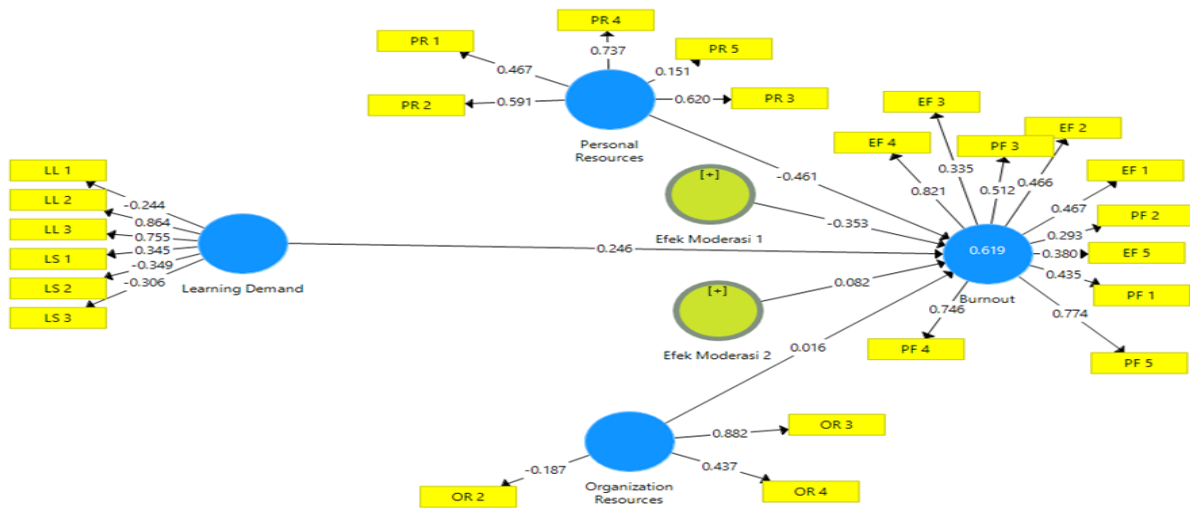 PR 4
PR 1
0.737
PR 5
0.467
0.151
PR 2
0.591
0.620
PR 3
Personal
Resources
EF 3
EF 2
EF 4
PF 3
EF 1
0.335
0.821
0.512
0.466
0.467
PF 2
0.293
EF 5
0.380
0.435
PF 1
0.619
Burnout
0.774
0.746
PF 4
PF 5
-0.461
[+]
Efek Moderasi 1
-0.353
LL 1
LL 2
LL 3
LS 1
LS 2
LS 3
-0.244
0.864
0.755
0.345
-0.349
-0.306
Learning Demand
0.246
[+]
Efek Moderasi 2
0.082
0.016
OR 3
0.882
-0.187
0.437
OR 2
Organization
Resources
OR 4